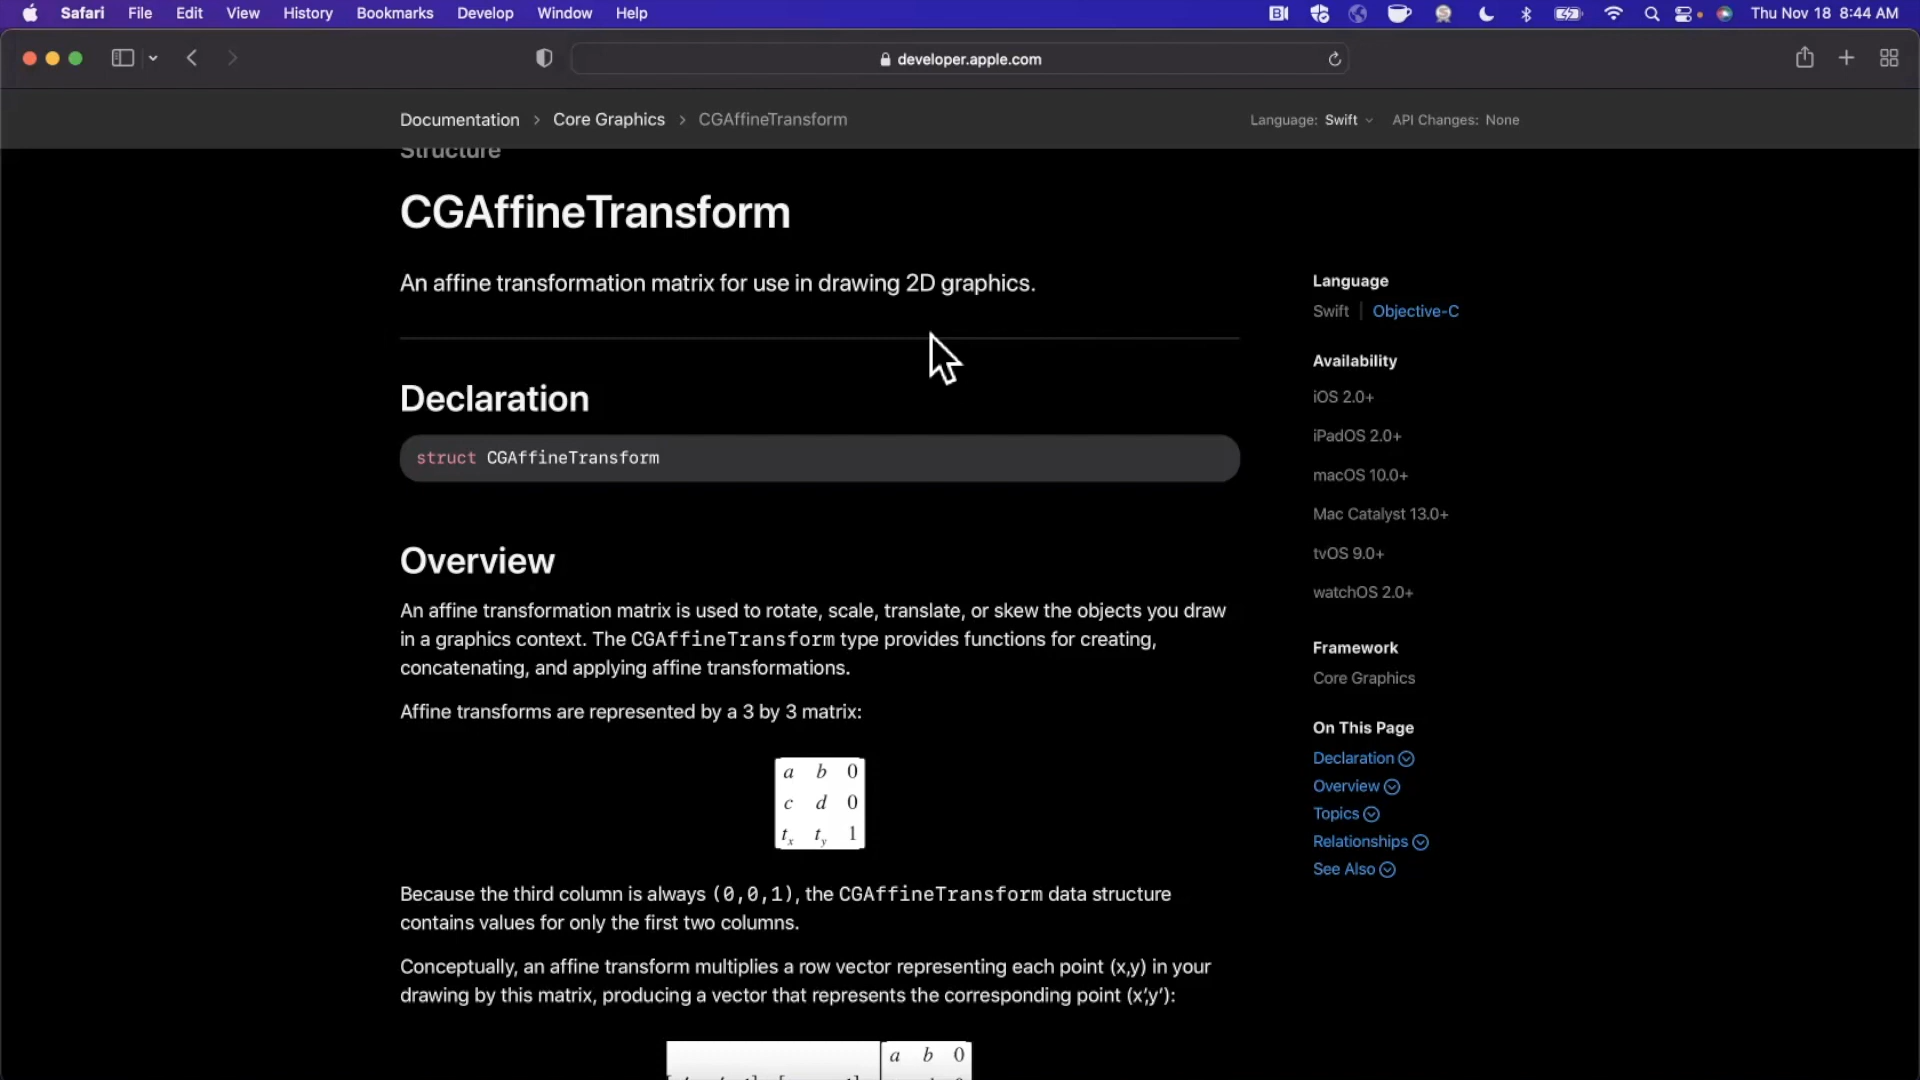 Safari File Edit View History Bookmarks Develop Window Help Thu Nov 18 8:44 AM
developer.apple.com
Documentation > Core Graphics > CGAffineTransform Language: Swift API Changes: None
Structure
CGAffineTransform
An affine transformation matrix for use in drawing 2D graphics.
Declaration
struct CGAffineTransform
Overview
An affine transformation matrix is used to rotate, scale, translate, or skew the objects you draw
in a graphics context. The CGAffineTransform type provides functions for creating,
concatenating, and applying affine transformations.
Affine transforms are represented by a 3 by 3 matrix:
a b 0
c d 0
tx ty 1
Because the third column is always (0,0,1), the CGAffineTransform data structure
contains values for only the first two columns.
Conceptually, an affine transform multiplies a row vector representing each point (x,y) in your
drawing by this matrix, producing a vector that represents the corresponding point (x’,y’):
a b 0
Language
Swift | Objective-C
Availability
iOS 2.0+
iPadOS 2.0+
macOS 10.0+
Mac Catalyst 13.0+
tvOS 9.0+
watchOS 2.0+
Framework
Core Graphics
On This Page
Declaration
Overview
Topics
Relationships
See Also